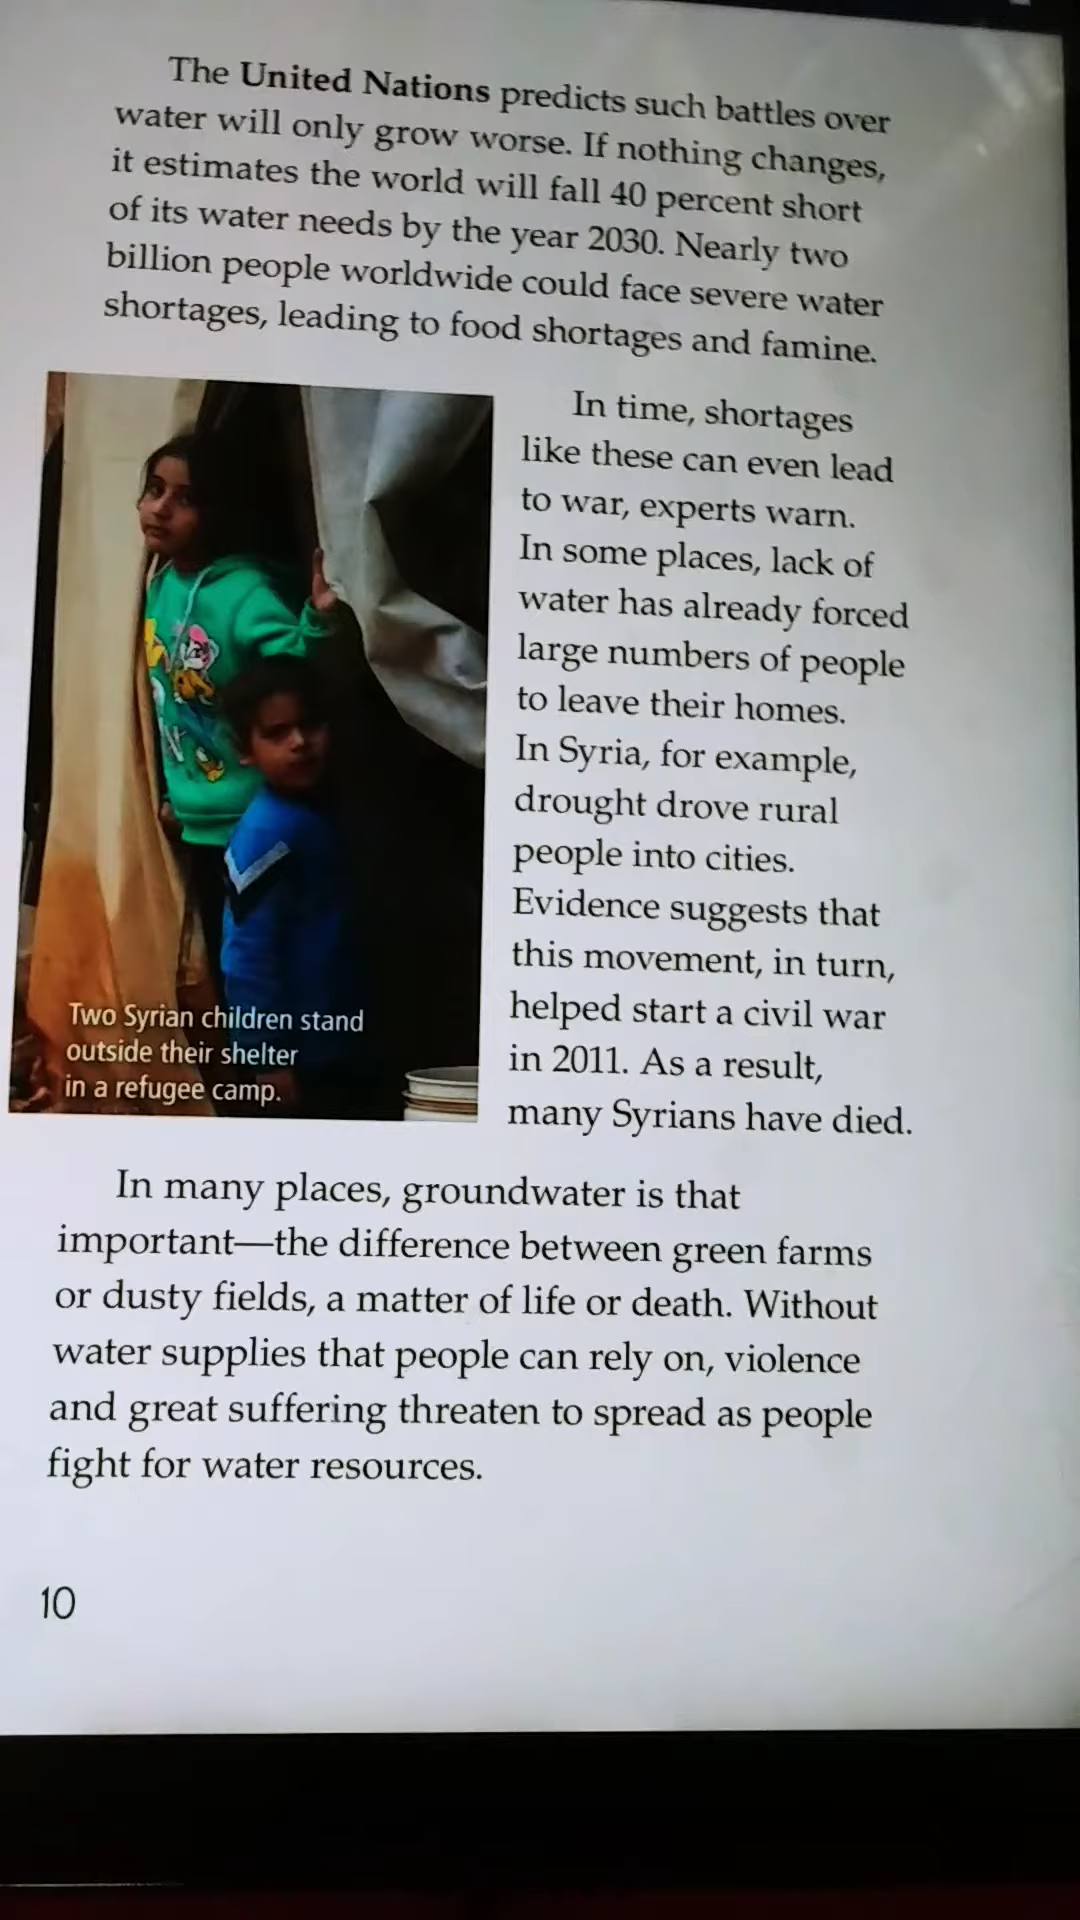 The United Nations predicts such battles over
water will only grow worse. If nothing changes,
it estimates the world will fall 40 percent short
of its water needs by the year 2030. Nearly two
billion people worldwide could face severe water
shortages, leading to food shortages and famine.
In time, shortages
like these can even lead
to war, experts warn.
In some places, lack of
water has already forced
large numbers of people
to leave their homes.
In Syria, for example,
drought drove rural
people into cities.
Evidence suggests that
this movement, in turn,
helped start a civil war
in 2011. As a result,
many Syrians have died.
Two Syrian children stand
outside their shelter
in a refugee camp.
In many places, groundwater is that
important—the difference between green farms
or dusty fields, a matter of life or death. Without
water supplies that people can rely on, violence
and great suffering threaten to spread as people
fight for water resources.
10